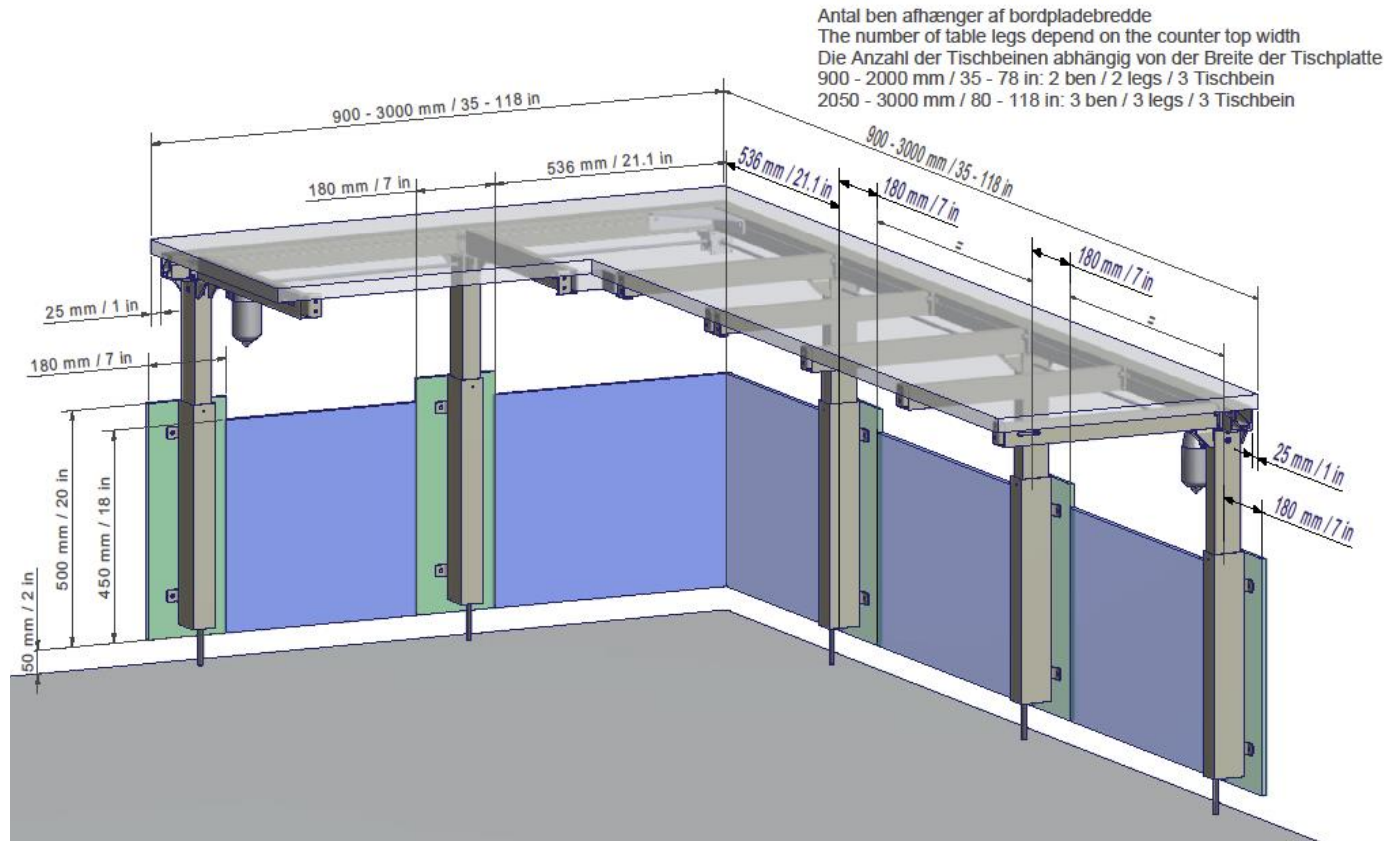 Antal ben afhænger af bordpladebredde
The number of table legs depend on the counter top width
Die Anzahl der Tischbeinen abhängig von der Breite der Tischplatte
900 - 2000 mm / 35 - 78 in: 2 ben / 2 legs / 3 Tischbein
2050 - 3000 mm / 80 - 118 in: 3 ben / 3 legs / 3 Tischbein
900 - 3000 mm / 35 - 118 in
900 - 3000 mm / 35 - 118 in
536 mm / 21.1 in
180 mm / 7 in
536 mm / 21.1 in
180 mm / 7 in
=
180 mm / 7 in
=
25 mm / 1 in
180 mm / 7 in
500 mm / 20 in
450 mm / 18 in
50 mm / 2 in
25 mm / 1 in
180 mm / 7 in